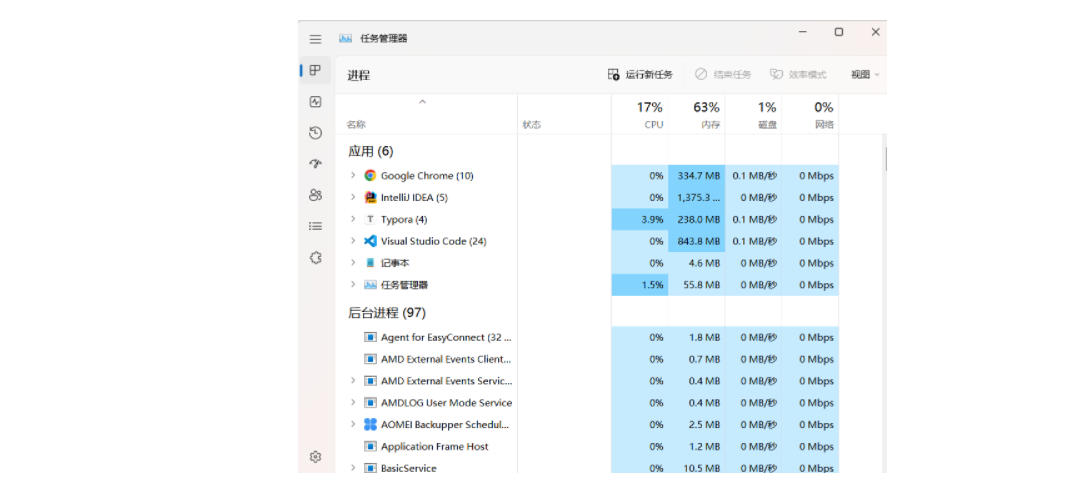 任务管理器
进程 运行新任务 结束任务 效率模式 视图
17% 63% 1% 0%
名称 状态 CPU 内存 磁盘 网络
应用 (6)
Google Chrome (10) 0% 334.7 MB 0.1 MB/秒 0 Mbps
IntelliJ IDEA (5) 0% 1,375.3 ... 0 MB/秒 0 Mbps
T Typora (4) 3.9% 238.0 MB 0.1 MB/秒 0 Mbps
Visual Studio Code (24) 0% 843.8 MB 0.1 MB/秒 0 Mbps
记事本 0% 4.6 MB 0 MB/秒 0 Mbps
任务管理器 1.5% 55.8 MB 0 MB/秒 0 Mbps
后台进程 (97)
Agent for EasyConnect (32 ... 0% 1.8 MB 0 MB/秒 0 Mbps
AMD External Events Client... 0% 0.7 MB 0 MB/秒 0 Mbps
AMD External Events Servic... 0% 0.4 MB 0 MB/秒 0 Mbps
AMDLOG User Mode Service 0% 0.4 MB 0 MB/秒 0 Mbps
AOMEI Backupper Schedul... 0% 2.5 MB 0 MB/秒 0 Mbps
Application Frame Host 0% 1.2 MB 0 MB/秒 0 Mbps
BasicService 0% 10.5 MB 0 MB/秒 0 Mbps